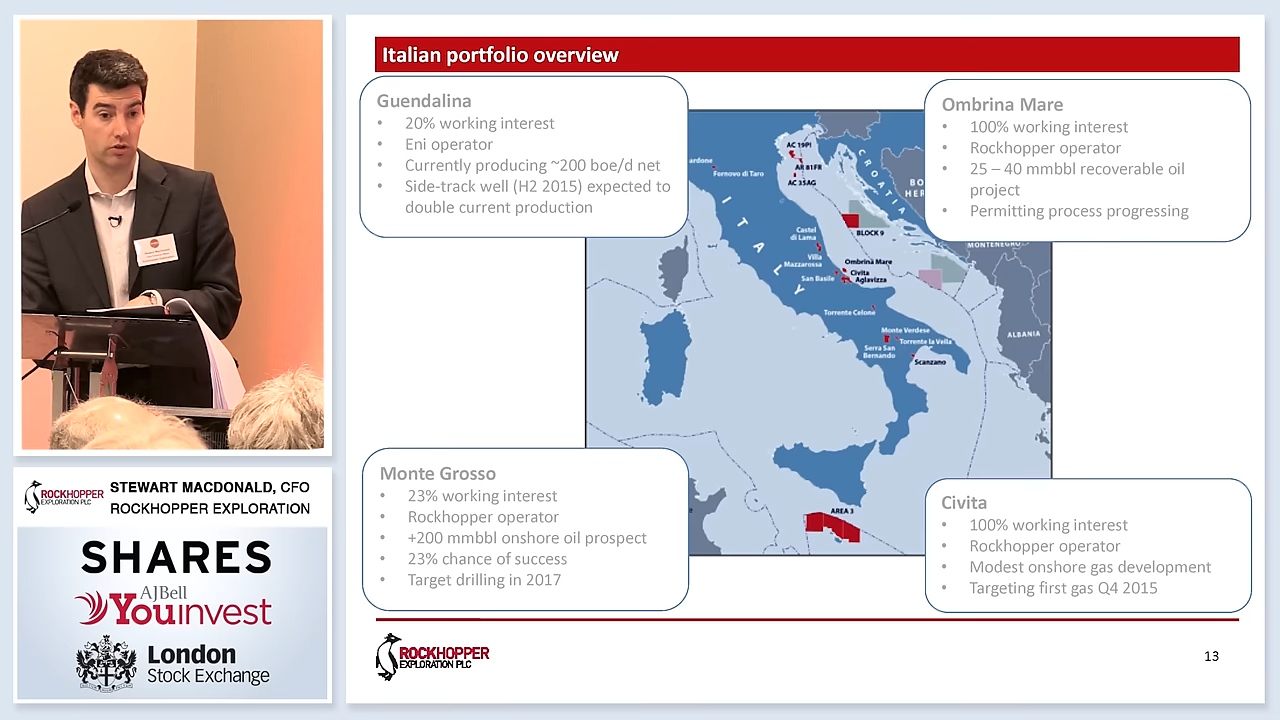 Italian portfolio overview
Guendalina
• 20% working interest
• Eni operator
• Currently producing ~200 boe/d net
• Side-track well (H2 2015) expected to
double current production
Ombrina Mare
• 100% working interest
• Rockhopper operator
• 25 – 40 mmbbl recoverable oil
project
• Permitting process progressing
AC 19PI
ardone
Fornovo di Taro
AR 81FR
AC 35AG
CROATIA
BO
HER
ITALY
BLOCK 9
Castel
di Lama
Villa
Mazzarossa
MONTENEGRO
Ombrina Mare
Civita
Aglavizza
San Basile
Torrente Celone
ALBANIA
Monte Verdese
Torrente la Vella
Serra San
Bernando
Scanzano
AREA 3
Monte Grosso
• 23% working interest
• Rockhopper operator
• +200 mmbbl onshore oil prospect
• 23% chance of success
• Target drilling in 2017
Civita
• 100% working interest
• Rockhopper operator
• Modest onshore gas development
• Targeting first gas Q4 2015
ROCKHOPPER
EXPLORATION PLC
13
ROCKHOPPER
EXPLORATION PLC
STEWART MACDONALD, CFO
ROCKHOPPER EXPLORATION
SHARES
AJBell
Youinvest
London
Stock Exchange